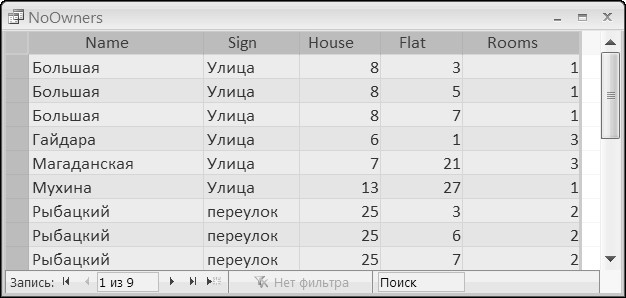 NoOwners
Name Sign House Flat Rooms
Большая Улица 8 3 1
Большая Улица 8 5 1
Большая Улица 8 7 1
Гайдара Улица 6 1 3
Магаданская Улица 7 21 3
Мухина Улица 13 27 1
Рыбацкий переулок 25 3 2
Рыбацкий переулок 25 6 2
Рыбацкий переулок 25 7 2
Запись: 1 из 9 Нет фильтра Поиск